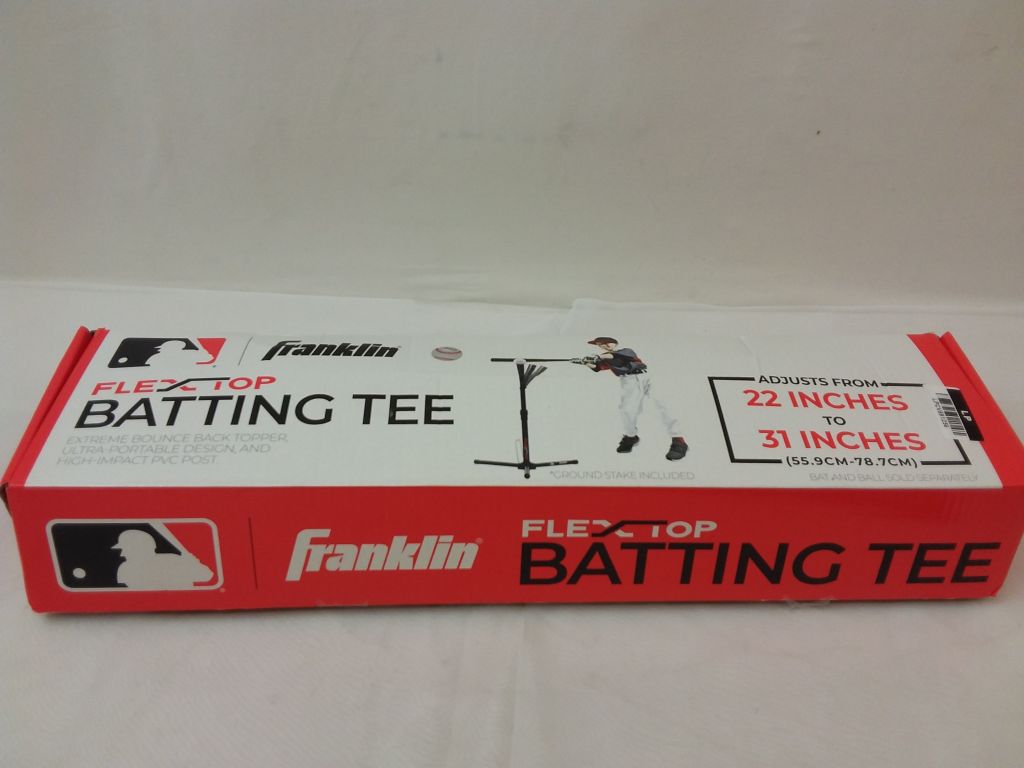 Franklin
FLEX TOP
BATTING TEE
EXTREME BOUNCE BACK TOPPER,
ULTRA-PORTABLE DESIGN, AND
HIGH-IMPACT PVC POST.
*GROUND STAKE INCLUDED
ADJUSTS FROM
22 INCHES
TO
31 INCHES
(55.9CM-78.7CM)
BAT AND BALL SOLD SEPARATELY
Franklin®
FLEX TOP
BATTING TEE